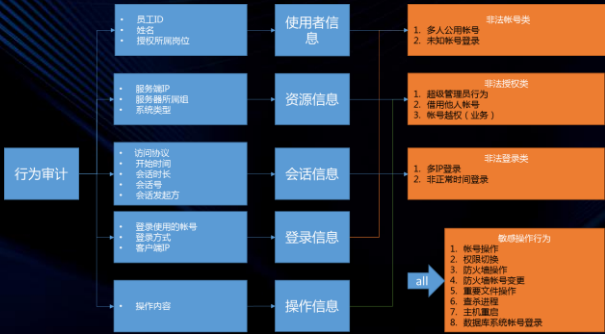 行为审计
• 员工ID
• 姓名
• 授权所属岗位
使用者信
息
• 服务端IP
• 服务器所属组
• 系统类型
资源信息
• 访问协议
• 开始时间
• 会话时长
• 会话号
• 会话发起方
会话信息
• 登录使用的帐号
• 登录方式
• 客户端IP
登录信息
• 操作内容
操作信息
非法帐号类
1. 多人公用帐号
2. 未知帐号登录
非法授权类
1. 超级管理员行为
2. 借用他人帐号
3. 帐号越权（业务）
非法登录类
1. 多IP登录
2. 非正常时间登录
all
敏感操作行为
1. 帐号操作
2. 权限切换
3. 防火墙操作
4. 防火墙帐号变更
5. 重要文件操作
6. 查杀进程
7. 主机重启
8. 数据库系统帐号登录